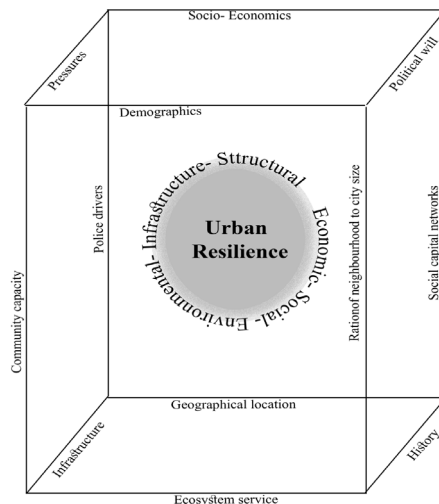 Socio- Economics
Pressures
Political will
Demographics
Infrastructure- Sttructural
Economic- Social- Environmental-
Urban
Resilience
Police drivers
Community capacity
Rationof neighbourhood to city size
Social capital networks
Geographical location
Infrastructure
History
Ecosystem service